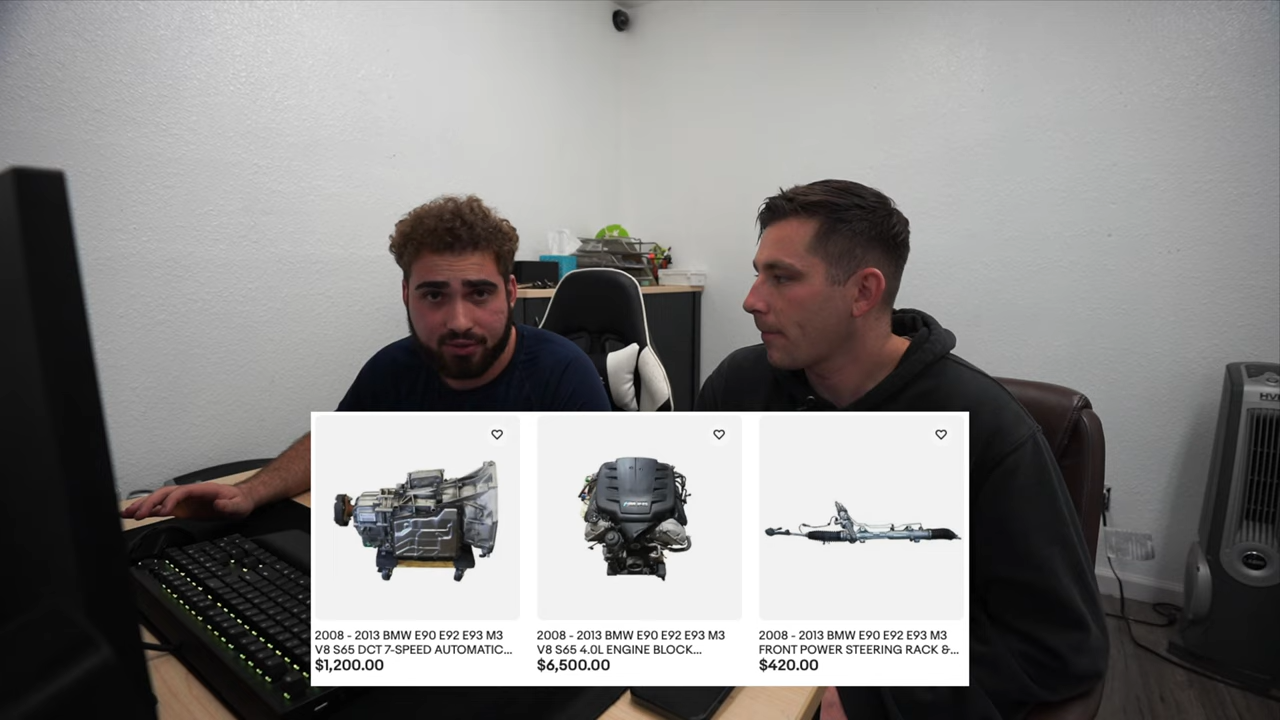 2008 - 2013 BMW E90 E92 E93 M3
V8 S65 DCT 7-SPEED AUTOMATIC...
$1,200.00
2008 - 2013 BMW E90 E92 E93 M3
V8 S65 4.0L ENGINE BLOCK...
$6,500.00
2008 - 2013 BMW E90 E92 E93 M3
FRONT POWER STEERING RACK &...
$420.00